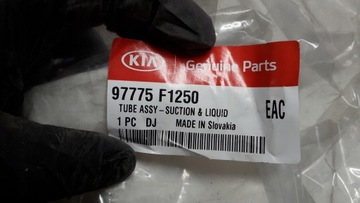 KIA Genuine Parts
97775 F1250
TUBE ASSY-SUCTION & LIQUID
1 PC DJ MADE IN Slovakia
EAC